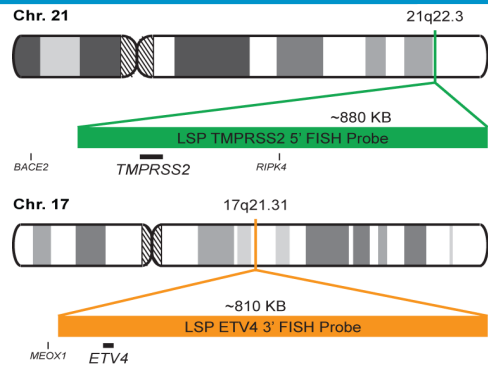 Chr. 21
21q22.3
~880 KB
LSP TMPRSS2 5' FISH Probe
BACE2
TMPRSS2
RIPK4
Chr. 17
17q21.31
~810 KB
LSP ETV4 3' FISH Probe
MEOX1
ETV4